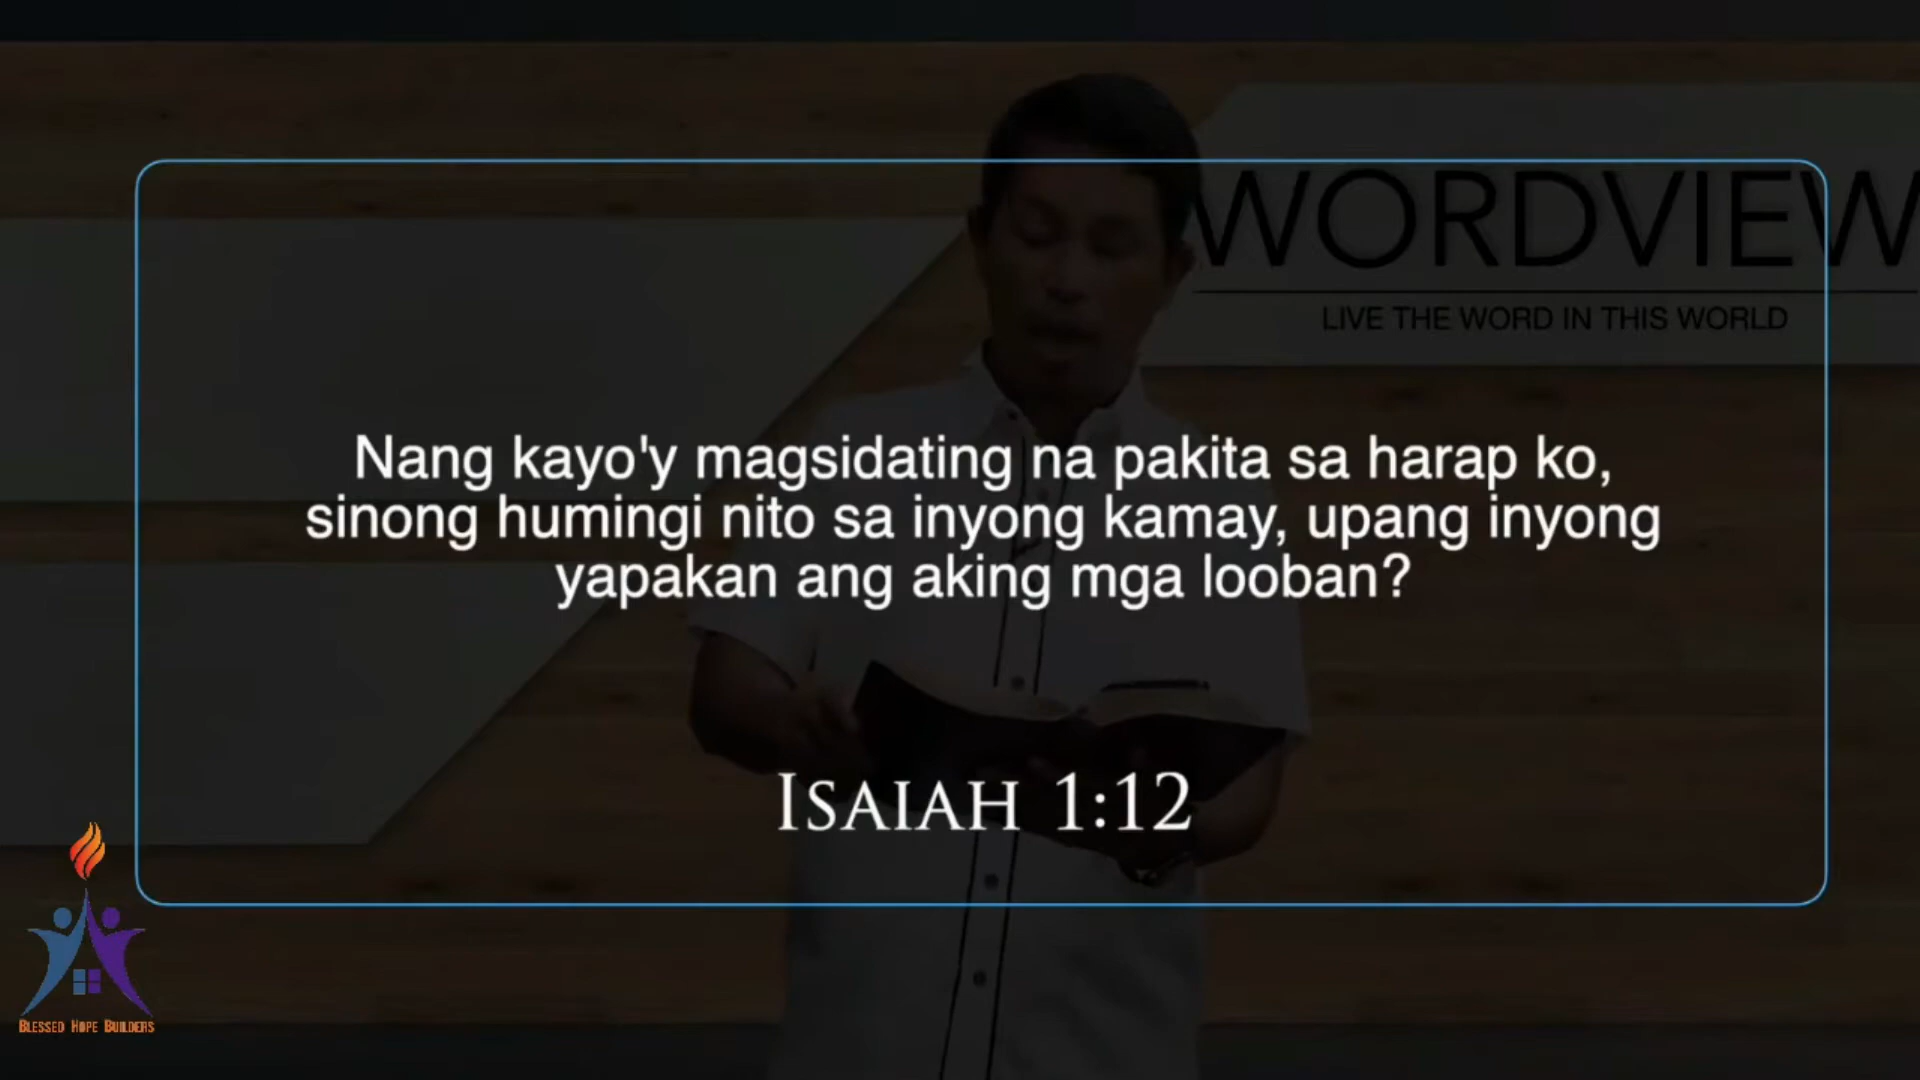 WORDVIEW
LIVE THE WORD IN THIS WORLD
Nang kayo'y magsidating na pakita sa harap ko,
sinong humingi nito sa inyong kamay, upang inyong
yapakan ang aking mga looban?
ISAIAH 1:12
BLESSED HOPE BUILDERS